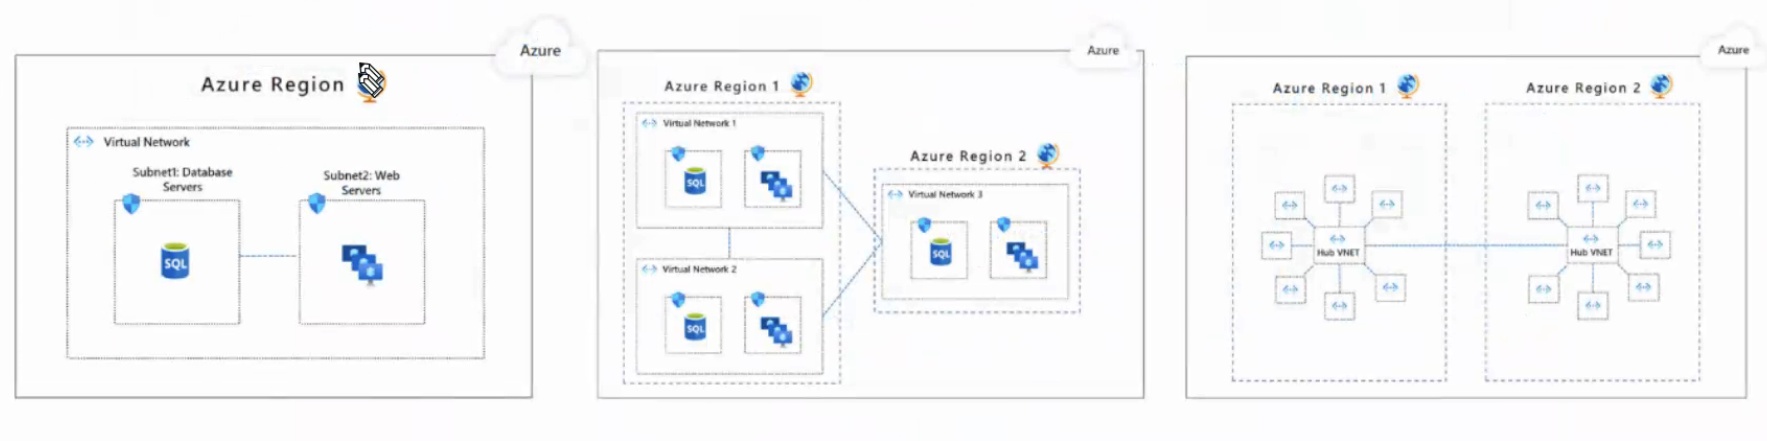 Azure
Azure Region
Virtual Network
Subnet1: Database
Servers
Subnet2: Web
Servers
SQL
Azure
Azure Region 1
Virtual Network 1
SQL
Virtual Network 2
SQL
Azure Region 2
Virtual Network 3
SQL
Azure
Azure Region 1
Hub VNET
Azure Region 2
Hub VNET